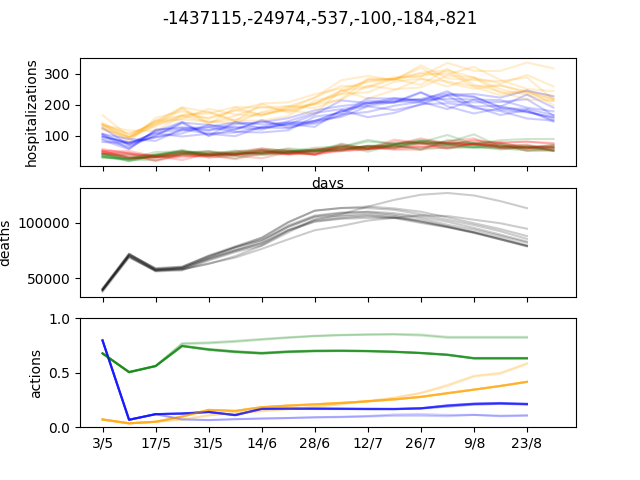 -1437115,-24974,-537,-100,-184,-821
hospitalizations
300
200
100
days
deaths
100000
50000
actions
1.0
0.5
0.0
3/5 17/5 31/5 14/6 28/6 12/7 26/7 9/8 23/8